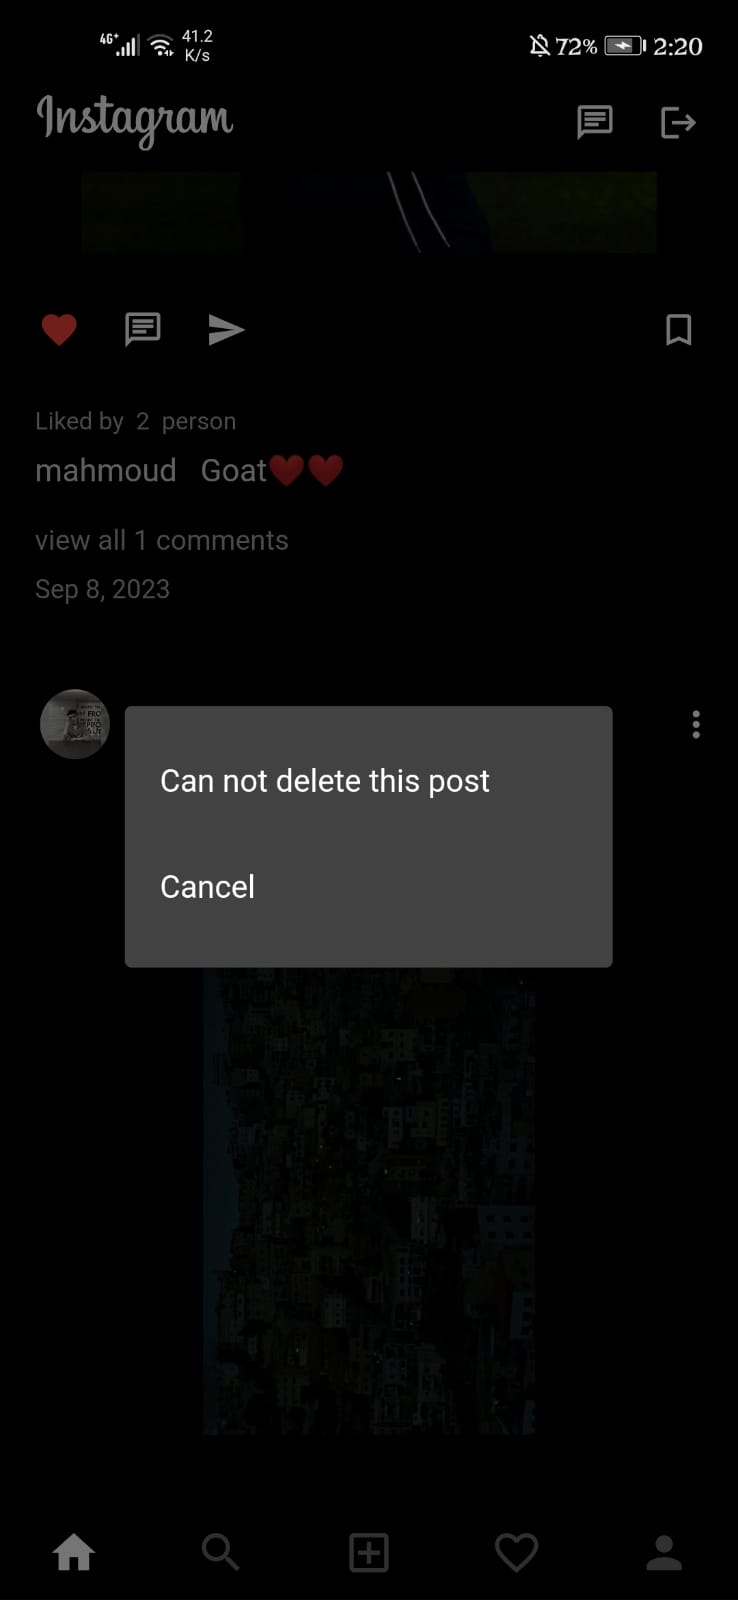 4G+ 41.2 K/s 72% 2:20
Instagram
Liked by 2 person
mahmoud Goat❤️❤️
view all 1 comments
Sep 8, 2023
Can not delete this post
Cancel